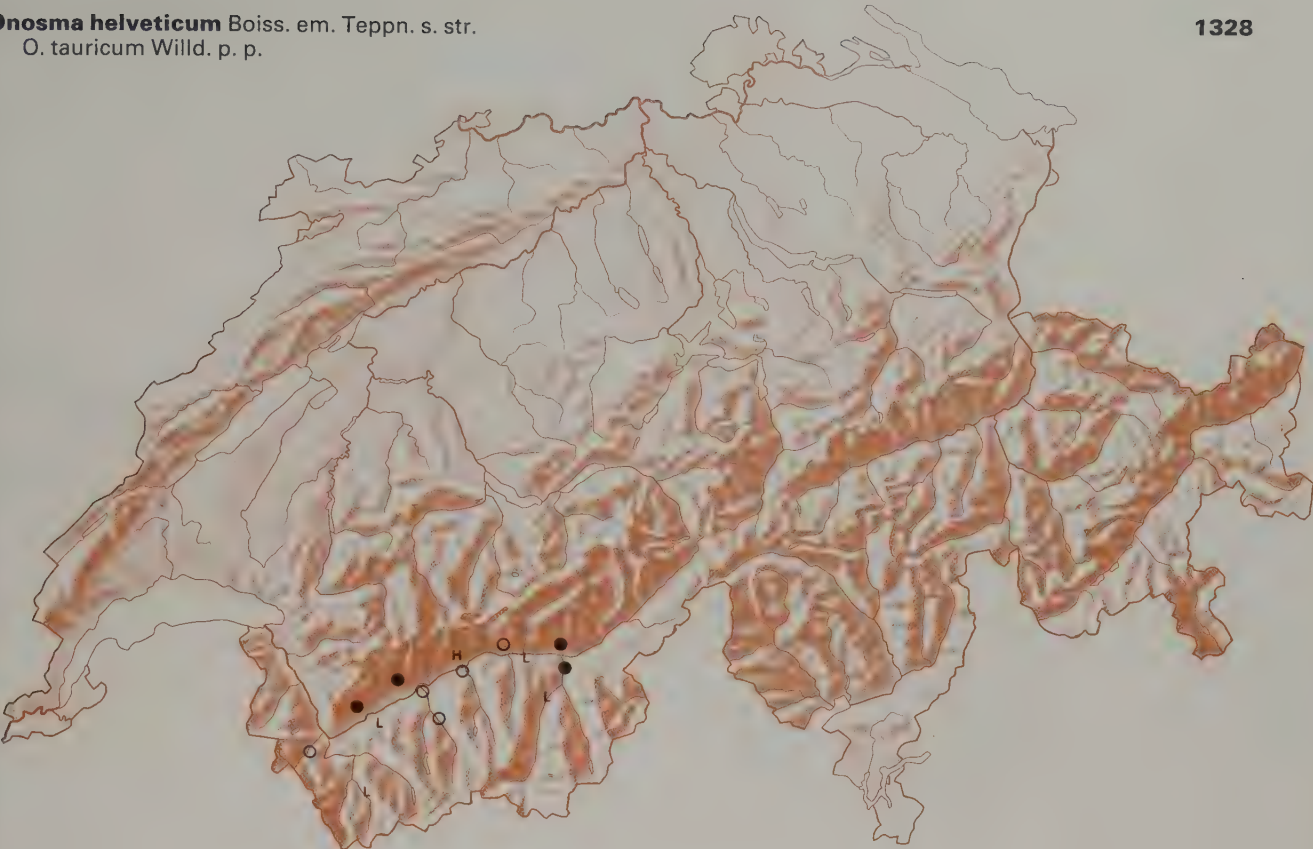 Onosma helveticum Boiss. em. Teppn. s. str.
O. tauricum Willd. p. p.
1328
H
L
L
L
L